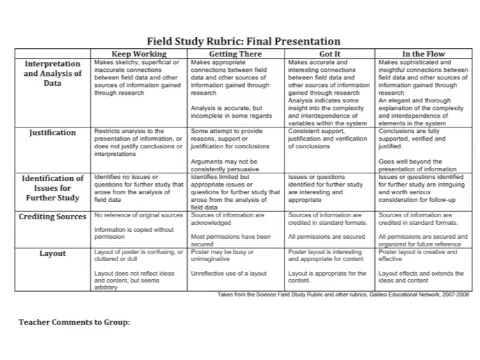 Field Study Rubric: Final Presentation
Keep Working
Getting There
Got It
In the Flow
Interpretation
and Analysis of
Data
Makes sketchy, superficial or
inaccurate connections
between field data and other
sources of information gained
through research
Makes appropriate
connections between field
data and other sources of
information gained through
research
Analysis is accurate, but
incomplete in some regards
Makes accurate and
interesting connections
between field data and
other sources of information
gained through research
Analysis indicates some
insight into the complexity
and interdependence of
variables within the system
Makes sophisticated and
insightful connections between
field data and other sources of
information gained through
research
An elegant and thorough
explanation of the complexity
and interdependence of
elements in the system
Justification
Restricts analysis to the
presentation of information, or
does not justify conclusions or
interpretations
Some attempt to provide
reasons, support or
justification for conclusions
Arguments may not be
consistently persuasive
Consistent support,
justification and verification
of conclusions
Conclusions are fully
supported, verified and
justified.
Goes well beyond the
presentation of information
Identification of
Issues for
Further Study
Identifies no issues or
questions for further study that
arose from the analysis of
field data
Identifies limited but
appropriate issues or
questions for further study that
arose from the analysis of
field data
Issues or questions
identified for further study
are interesting and
appropriate
Issues or questions identified
for further study are intriguing
and worth serious
consideration for follow-up
Crediting Sources
No reference of original sources
Information is copied without
permission
Sources of information are
acknowledged
Most permissions have been
secured
Sources of information are
credited in standard formats.
All permissions are secured
Sources of information are
credited in standard formats.
All permissions are secured and
organized for future reference
Layout
Layout of poster is confusing, or
cluttered or dull
Layout does not reflect ideas
and content, but seems
arbitrary
Poster may be busy or
unimaginative
Unreflective use of a layout
Poster layout is interesting
and appropriate for content
Layout is appropriate for the
content.
Poster layout is creative and
effective
Layout effects and extends the
ideas and content
Taken from the Science Field Study Rubric and other rubrics, Galileo Educational Network, 2007-2008
Teacher Comments to Group: